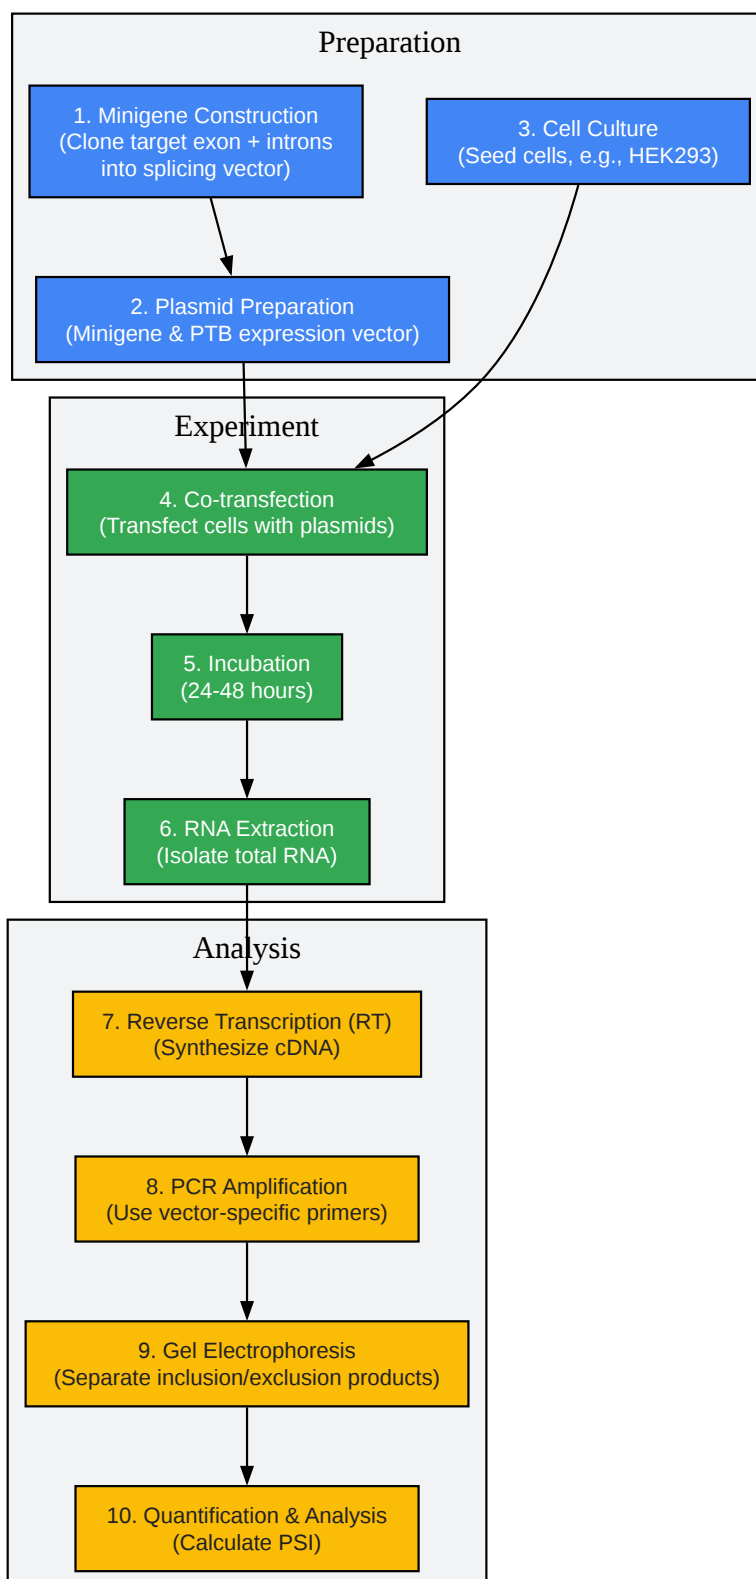 Preparation
1. Minigene Construction
(Clone target exon + introns
into splicing vector)
3. Cell Culture
(Seed cells, e.g., HEK293)
2. Plasmid Preparation
(Minigene & PTB expression vector)
Experiment
4. Co-transfection
(Transfect cells with plasmids)
5. Incubation
(24-48 hours)
6. RNA Extraction
(Isolate total RNA)
Analysis
7. Reverse Transcription (RT)
(Synthesize cDNA)
8. PCR Amplification
(Use vector-specific primers)
9. Gel Electrophoresis
(Separate inclusion/exclusion products)
10. Quantification & Analysis
(Calculate PSI)